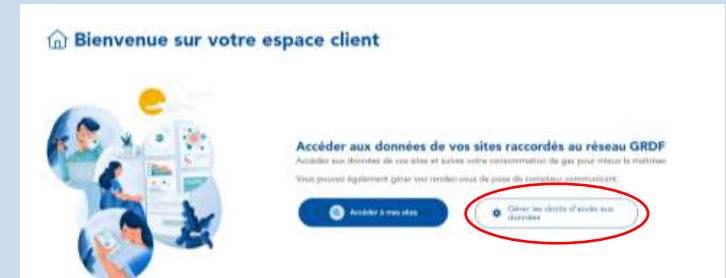 Bienvenue sur votre espace client
Accéder aux données de vos sites raccordés au réseau GRDF
Accédez aux données de vos sites et suivez votre consommation de gaz pour mieux la maîtriser
Vous pouvez également gérer vos rendez-vous de pose de compteur communicant.
Accéder à mes sites
Gérer les droits d'accès aux
données